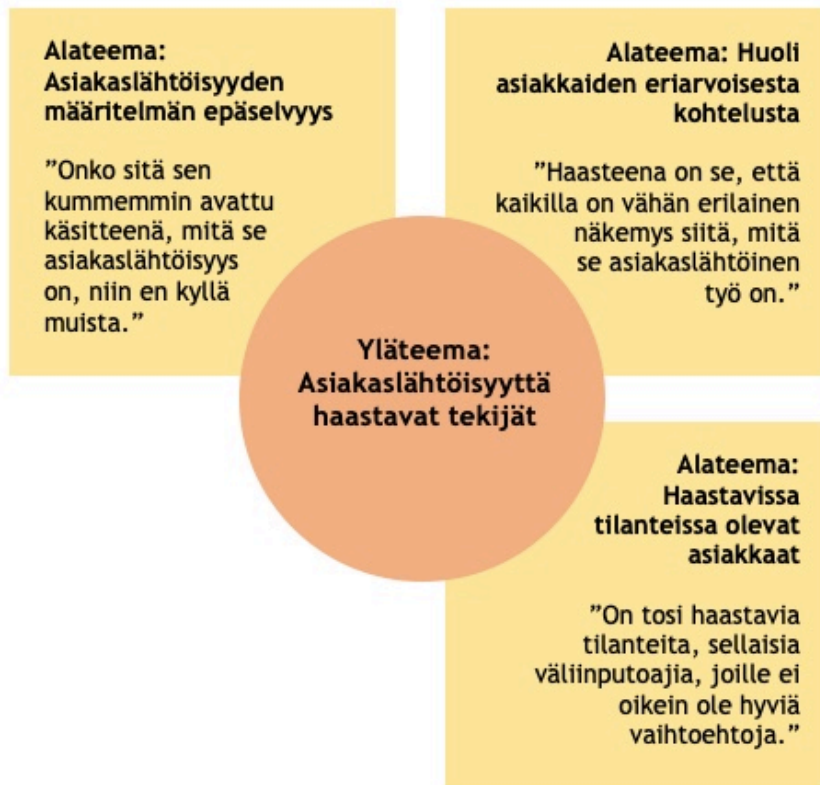 Alateema:
Asiakaslähtöisyyden
määritelmän epäselvyys
”Onko sitä sen
kummemmin avattu
käsitteenä, mitä se
asiakaslähtöisyys
on, niin en kyllä
muista.”
Alateema: Huoli
asiakkaiden eriarvoisesta
kohtelusta
”Haasteena on se, että
kaikilla on vähän erilainen
näkemys siitä, mitä
se asiakaslähtöinen
työ on.”
Yläteema:
Asiakaslähtöisyyttä
haastavat tekijät
Alateema:
Haastavissa
tilanteissa olevat
asiakkaat
”On tosi haastavia
tilanteita, sellaisia
väliinputoajia, joille ei
oikein ole hyviä
vaihtoehtoja.”